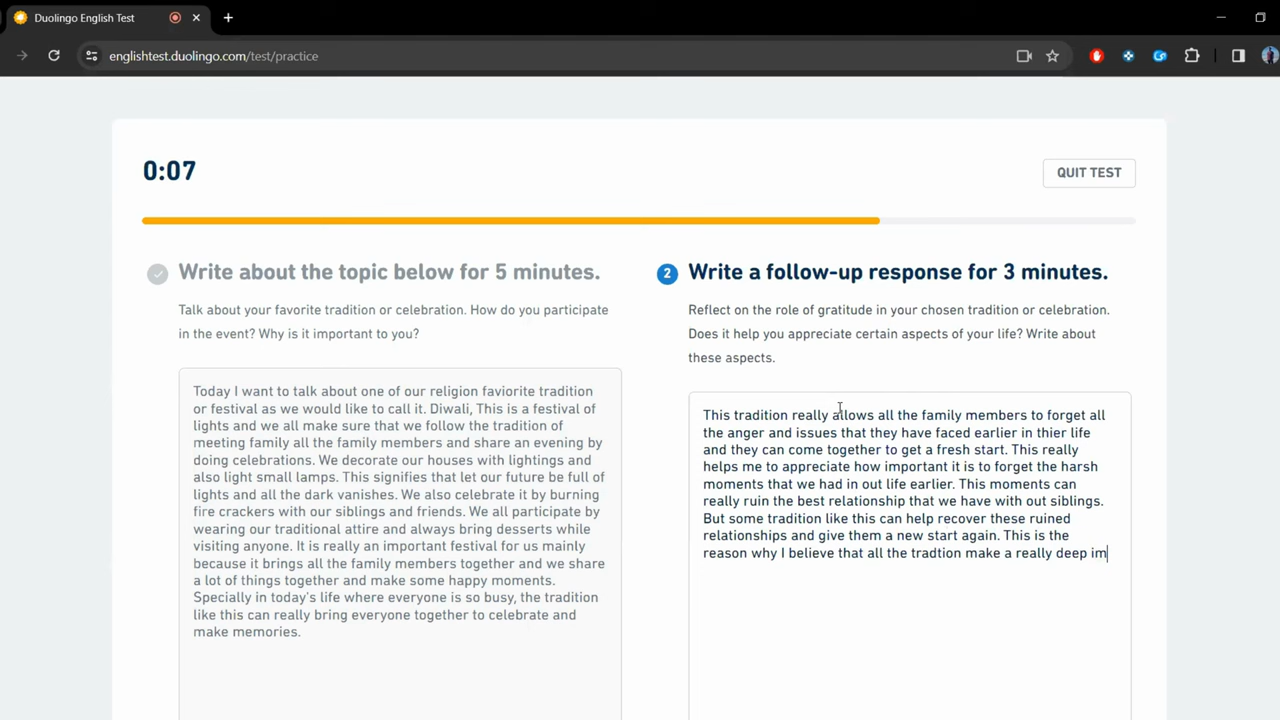 Duolingo English Test
englishtest.duolingo.com/test/practice
0:07
QUIT TEST
Write about the topic below for 5 minutes.
Talk about your favorite tradition or celebration. How do you participate
in the event? Why is it important to you?
Today I want to talk about one of our religion faviorite tradition
or festival as we would like to call it. Diwali, This is a festival of
lights and we all make sure that we follow the tradition of
meeting family all the family members and share an evening by
doing celebrations. We decorate our houses with lightings and
also light small lamps. This signifies that let our future be full of
lights and all the dark vanishes. We also celebrate it by burning
fire crackers with our siblings and friends. We all participate by
wearing our traditional attire and always bring desserts while
visiting anyone. It is really an important festival for us mainly
because it brings all the family members together and we share
a lot of things together and make some happy moments.
Specially in today's life where everyone is so busy, the tradition
like this can really bring everyone together to celebrate and
make memories.
2
Write a follow-up response for 3 minutes.
Reflect on the role of gratitude in your chosen tradition or celebration.
Does it help you appreciate certain aspects of your life? Write about
these aspects.
This tradition really allows all the family members to forget all
the anger and issues that they have faced earlier in thier life
and they can come together to get a fresh start. This really
helps me to appreciate how important it is to forget the harsh
moments that we had in out life earlier. This moments can
really ruin the best relationship that we have with out siblings.
But some tradition like this can help recover these ruined
relationships and give them a new start again. This is the
reason why I believe that all the tradtion make a really deep im